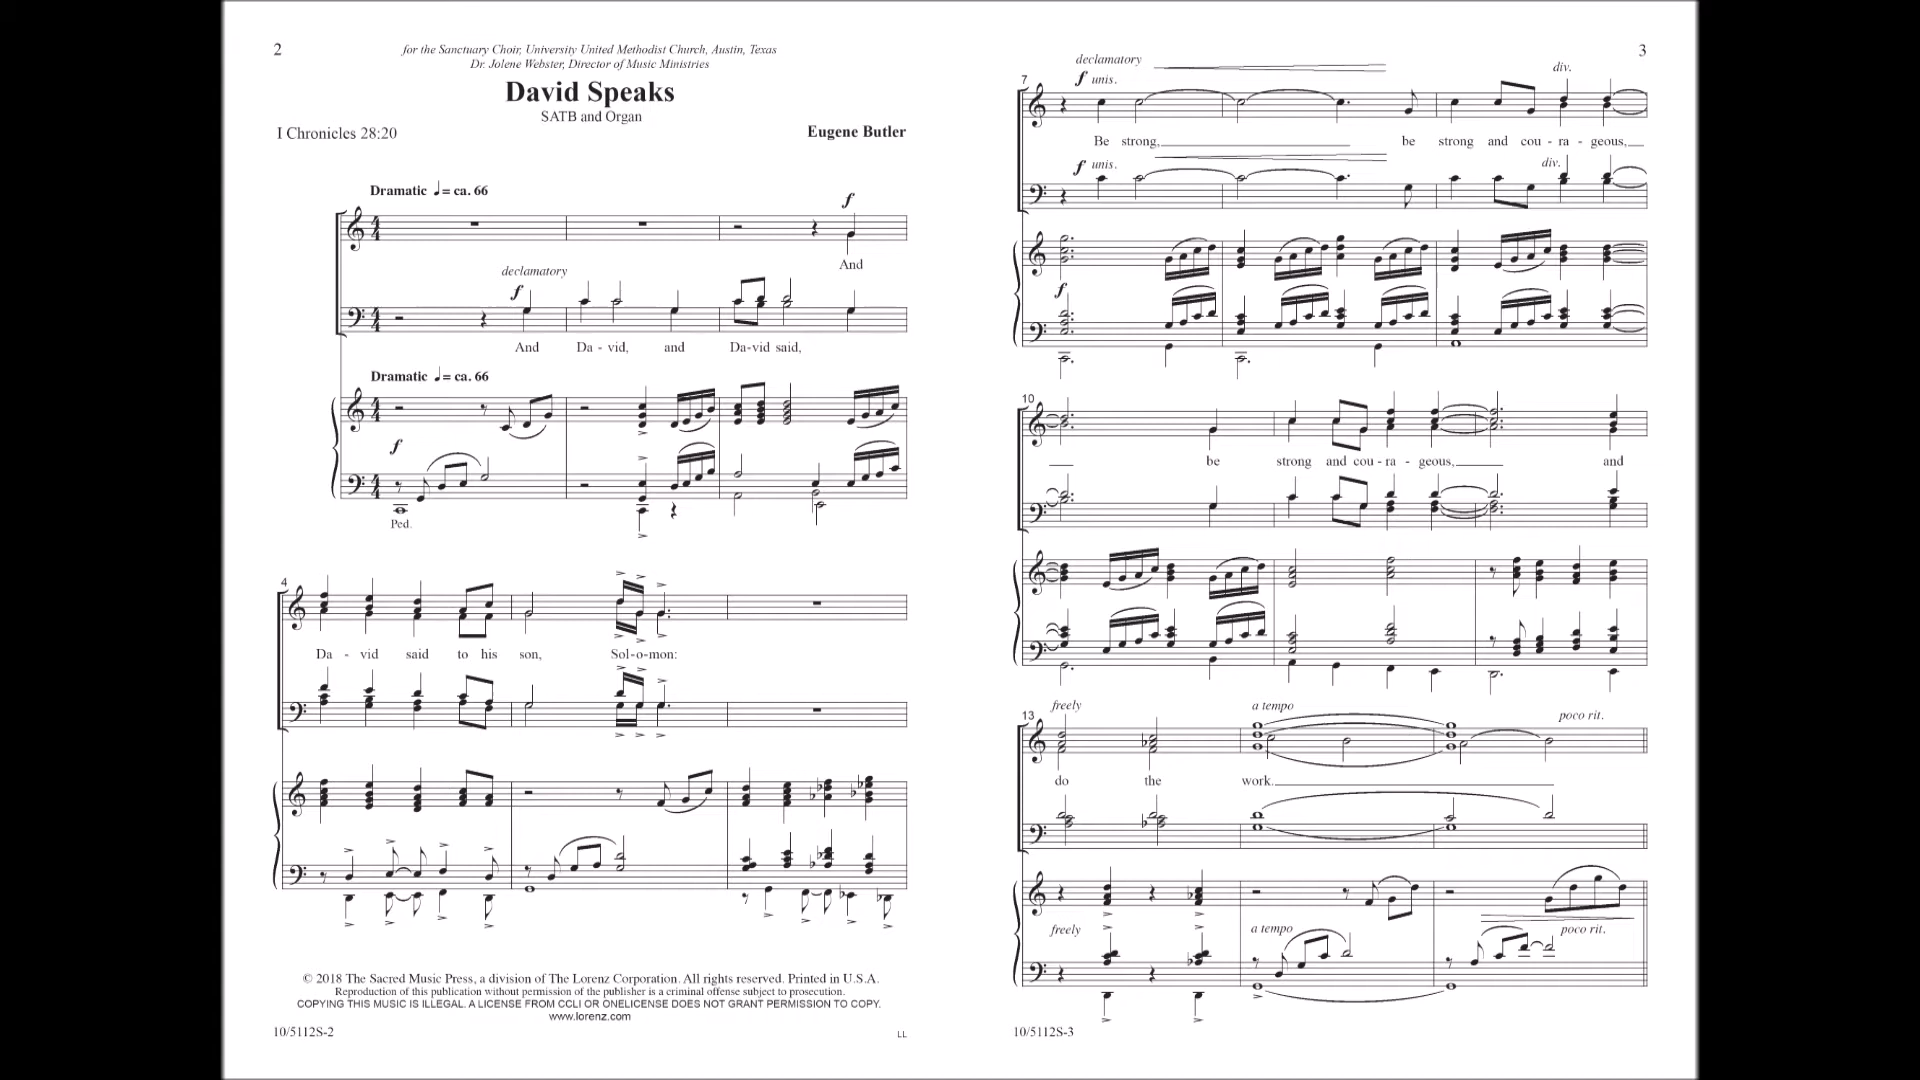 2
for the Sanctuary Choir, University United Methodist Church, Austin, Texas
Dr. Jolene Webster, Director of Music Ministries
David Speaks
SATB and Organ
I Chronicles 28:20
Eugene Butler
Dramatic ♩= ca. 66
f
And
declamatory
f
And Da - vid, and Da-vid said,
Dramatic ♩= ca. 66
f
Ped.
4
Da - vid said to his son, Sol-o-mon:
© 2018 The Sacred Music Press, a division of The Lorenz Corporation. All rights reserved. Printed in U.S.A.
Reproduction of this publication without permission of the publisher is a criminal offense subject to prosecution.
COPYING THIS MUSIC IS ILLEGAL. A LICENSE FROM CCLI OR ONELICENSE DOES NOT GRANT PERMISSION TO COPY.
www.lorenz.com
10/5112S-2
LL
3
declamatory
7
f unis.
div.
Be strong, be strong and cou - ra - geous,
f unis.
div.
f
10
be strong and cou - ra - geous, and
13
freely a tempo poco rit.
do the work.
freely a tempo poco rit.
10/5112S-3